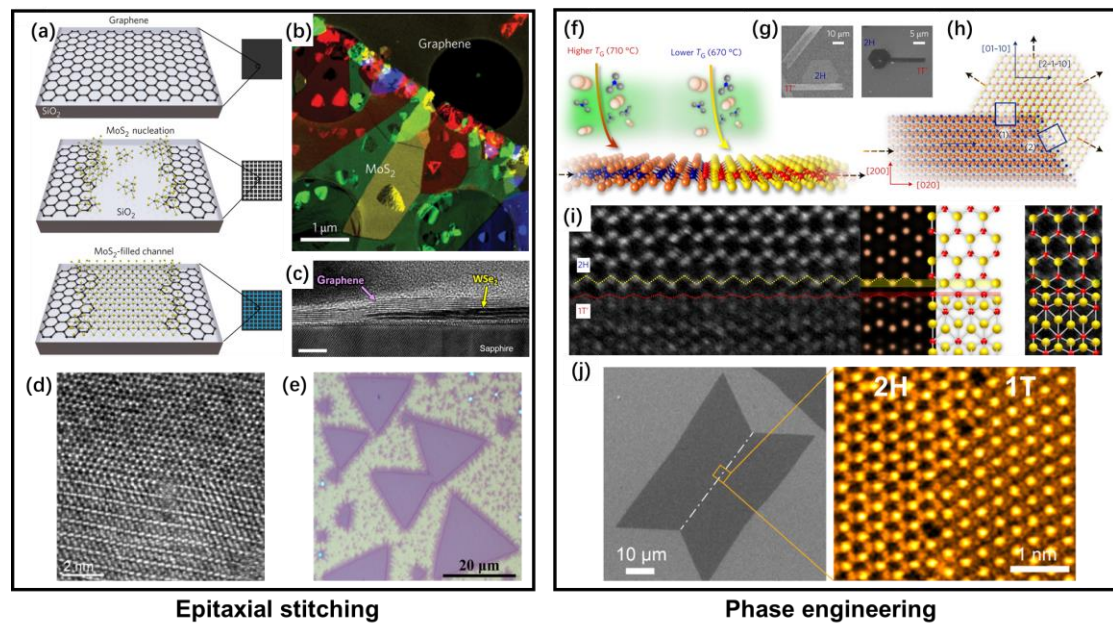 (a)
Graphene
SiO2
MoS2 nucleation
SiO2
MoS2-filled channel
(b)
Graphene
MoS2
1 μm
(c)
Graphene
WSe2
Sapphire
(d)
2 nm
(e)
20 μm
Epitaxial stitching
(f)
Higher TG (710 °C)
Lower TG (670 °C)
(g)
10 μm
2H
1T'
5 μm
2H
1T'
(h)
[01-10]
[2-1-10]
(1)
(2)
[200]
[020]
(i)
2H
1T'
(j)
10 μm
2H 1T
1 nm
Phase engineering